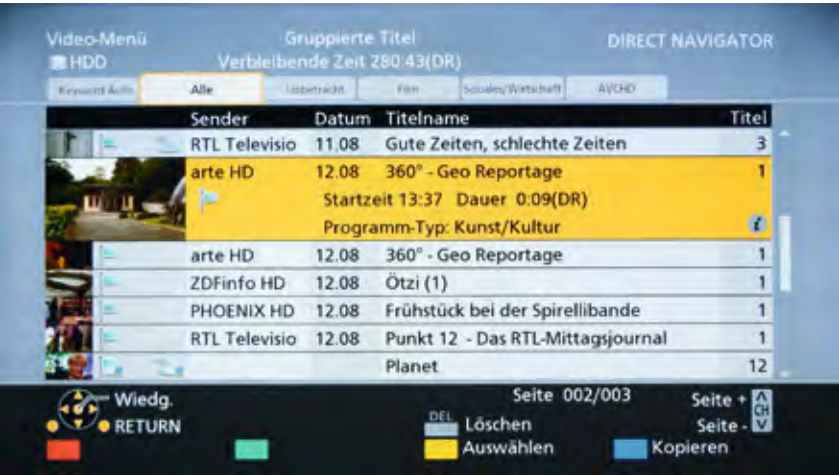 Video-Menü Gruppierte Titel DIRECT NAVIGATOR
HDD Verbleibende Zeit 280:43(DR)
Alle Unbetracht. Film Soziales/Wirtschaft AVCHD
Sender Datum Titelname Titel
RTL Televisio 11.08 Gute Zeiten, schlechte Zeiten 3
arte HD 12.08 360° - Geo Reportage 1
Startzeit 13:37 Dauer 0:09(DR)
Programm-Typ: Kunst/Kultur i
arte HD 12.08 360° - Geo Reportage 1
ZDFinfo HD 12.08 Ötzi (1) 1
PHOENIX HD 12.08 Frühstück bei der Spirellibande 1
RTL Televisio 12.08 Punkt 12 - Das RTL-Mittagsjournal 1
Planet 12
Wiedg. Seite 002/003 Seite + CH
RETURN DEL Löschen Seite -
Auswählen Kopieren